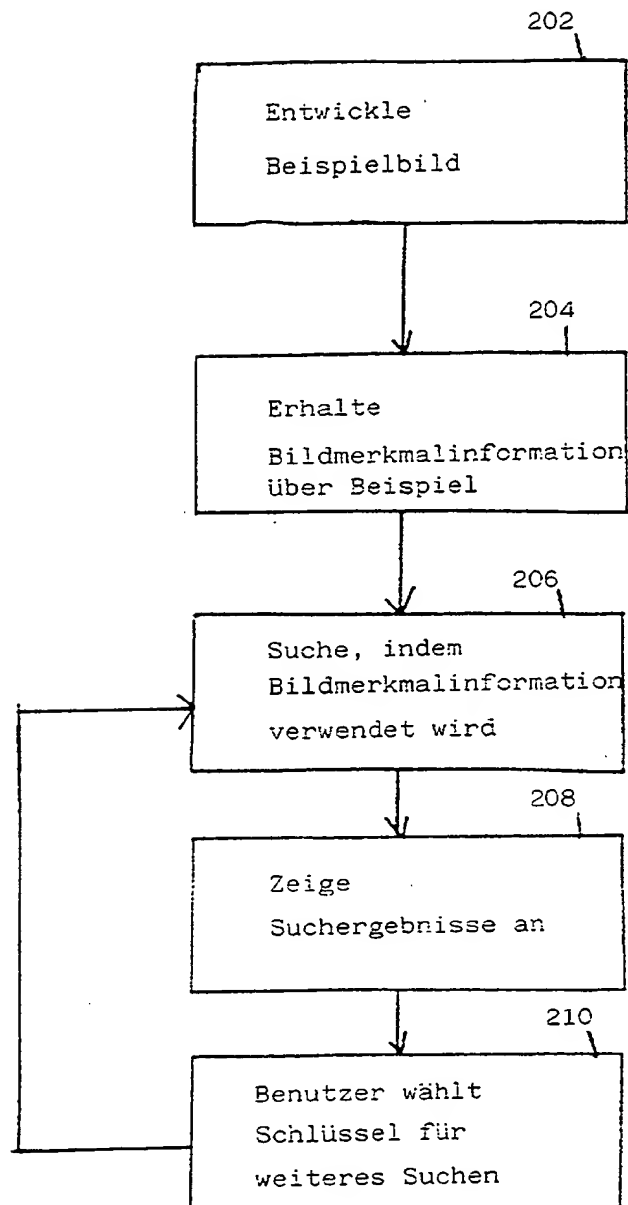 202
Entwickle
Beispielbild
204
Erhalte
Bildmerkmalinformation
über Beispiel
206
Suche, indem
Bildmerkmalinformation
verwendet wird
208
Zeige
Suchergebnisse an
210
Benutzer wählt
Schlüssel für
weiteres Suchen